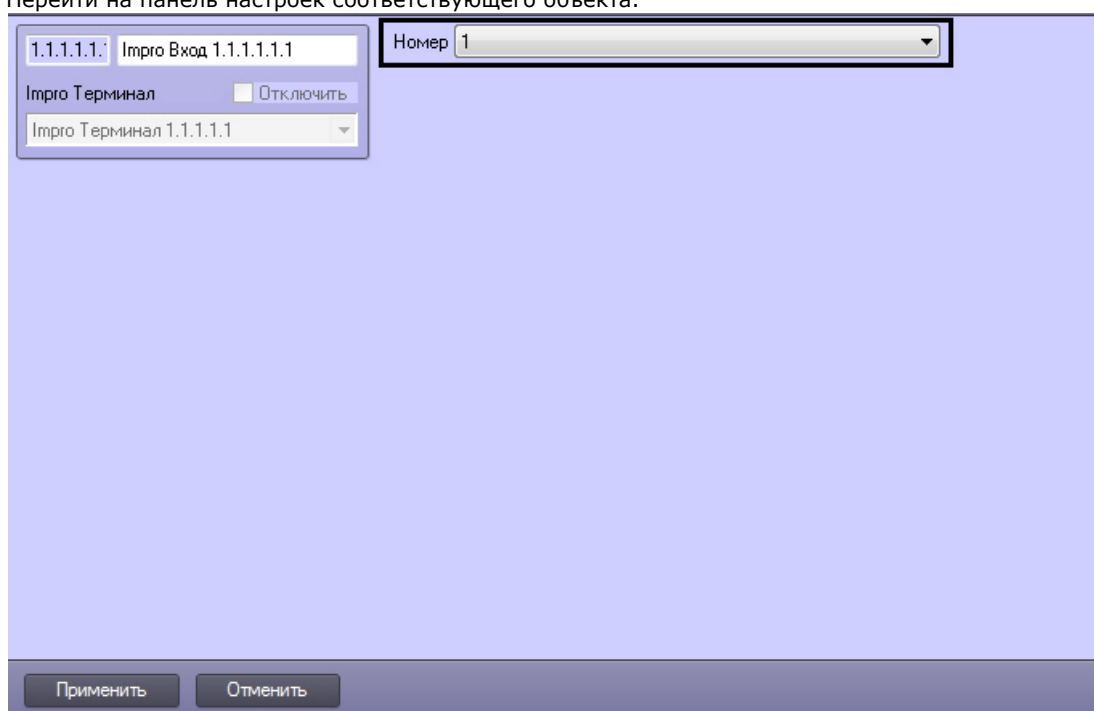 Перейти на панель настроек соответствующего объекта.
1.1.1.1.1. Impro Вход 1.1.1.1.1.1
Номер 1
Impro Терминал Отключить
Impro Терминал 1.1.1.1.1
Применить Отменить